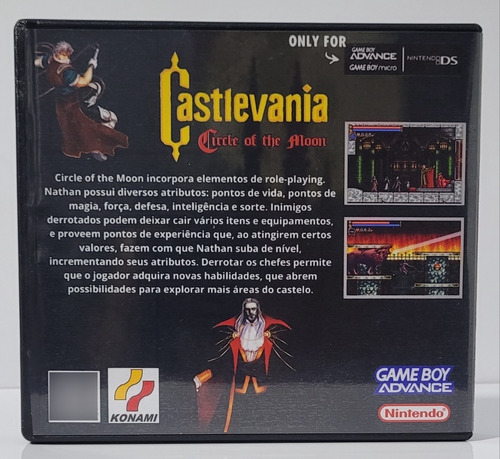 ONLY FOR
GAME BOY
ADVANCE
GAME BOY micro
NINTENDO DS
Castlevania
Circle of the Moon
Circle of the Moon incorpora elementos de role-playing.
Nathan possui diversos atributos: pontos de vida, pontos de
magia, força, defesa, inteligência e sorte. Inimigos
derrotados podem deixar cair vários itens e equipamentos,
e proveem pontos de experiência que, ao atingirem certos
valores, fazem com que Nathan suba de nível,
incrementando seus atributos. Derrotar os chefes permite
que o jogador adquira novas habilidades, que abrem
possibilidades para explorar mais áreas do castelo.
KONAMI
GAME BOY
ADVANCE
Nintendo